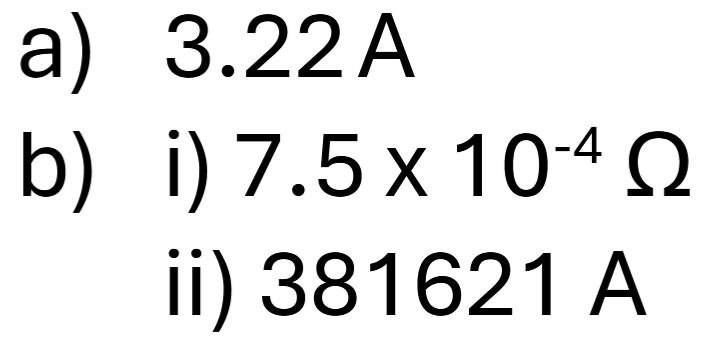 a) 3.22 A
b) i) 7.5 x 10⁻⁴ Ω
ii) 381621 A